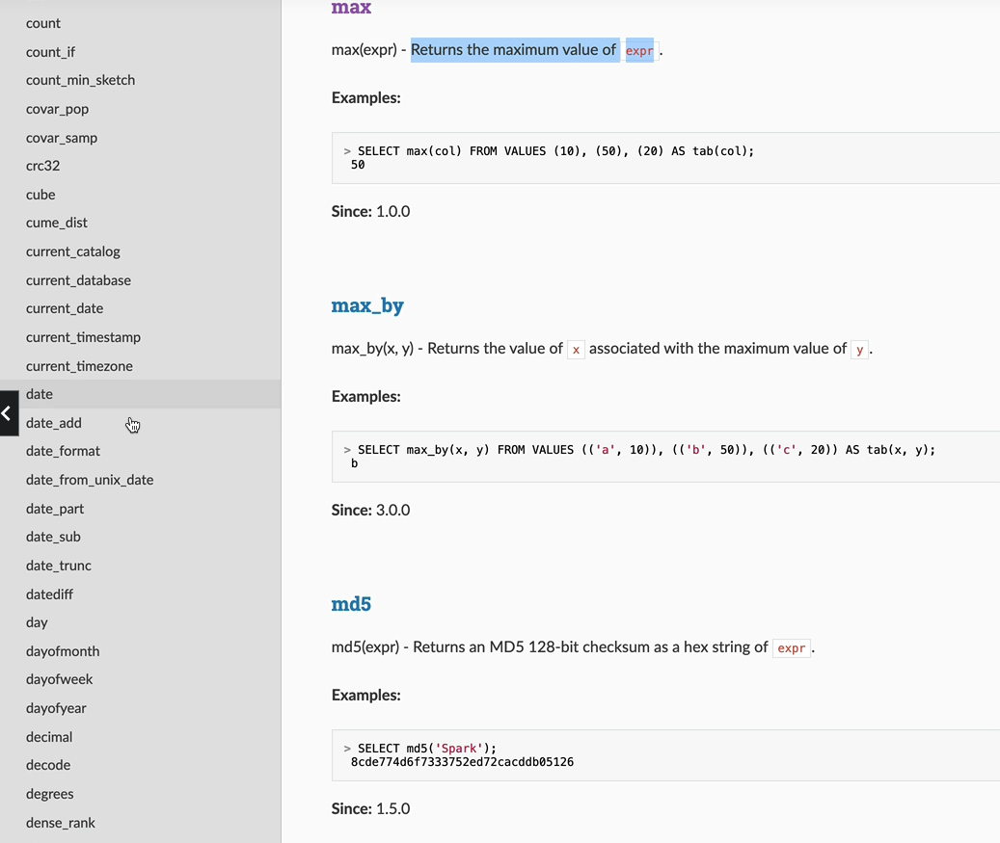 count
count_if
count_min_sketch
covar_pop
covar_samp
crc32
cube
cume_dist
current_catalog
current_database
current_date
current_timestamp
current_timezone
date
date_add
date_format
date_from_unix_date
date_part
date_sub
date_trunc
datediff
day
dayofmonth
dayofweek
dayofyear
decimal
decode
degrees
dense_rank
max
max(expr) - Returns the maximum value of expr .
Examples:
> SELECT max(col) FROM VALUES (10), (50), (20) AS tab(col);
50
Since: 1.0.0
max_by
max_by(x, y) - Returns the value of x associated with the maximum value of y .
Examples:
> SELECT max_by(x, y) FROM VALUES (('a', 10)), (('b', 50)), (('c', 20)) AS tab(x, y);
b
Since: 3.0.0
md5
md5(expr) - Returns an MD5 128-bit checksum as a hex string of expr .
Examples:
> SELECT md5('Spark');
8cde774d6f7333752ed72cacddb05126
Since: 1.5.0